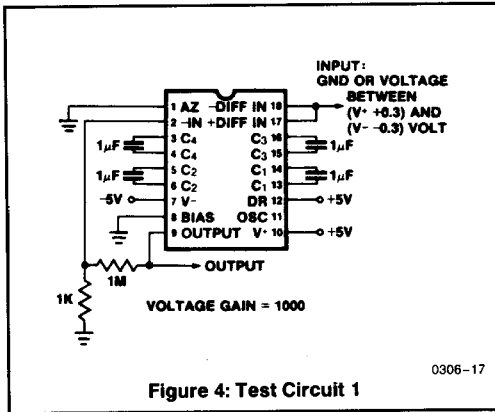 INPUT:
GND OR VOLTAGE
BETWEEN
(V+ +0.3) AND
(V- -0.3) VOLT
1 AZ -DIFF IN 18
2 -IN +DIFF IN 17
3 C4 C3 16
1μF 1μF
4 C4 C3 15
5 C2 C1 14
1μF 1μF
6 C2 C1 13
-5V 7 V- DR 12 +5V
8 BIAS OSC 11
9 OUTPUT V+ 10 +5V
OUTPUT
1M
1K
VOLTAGE GAIN = 1000
0306-17
Figure 4: Test Circuit 1